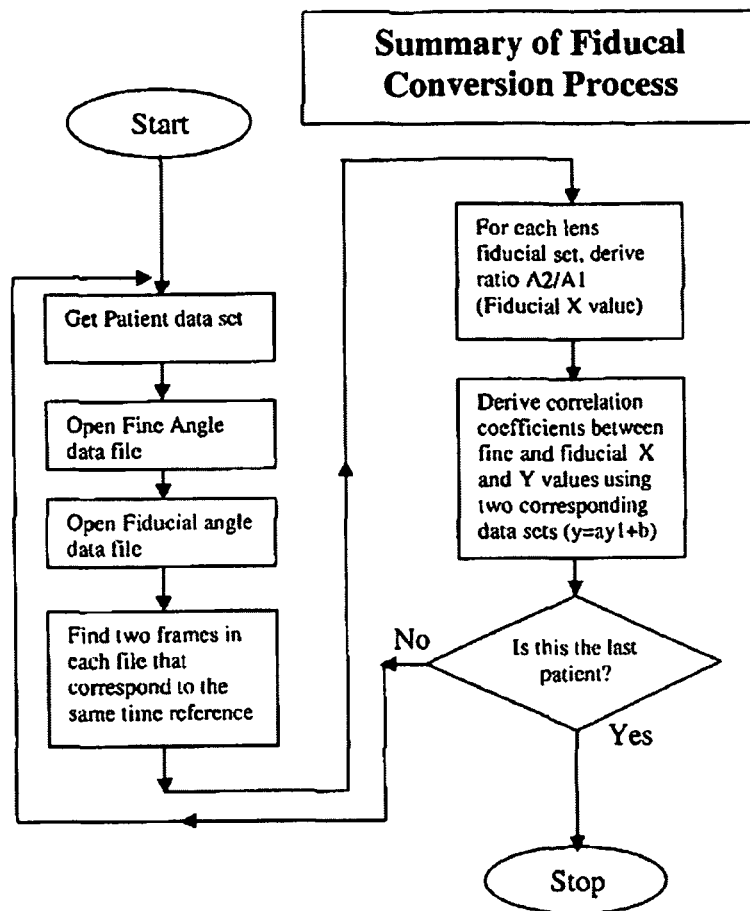 Summary of Fiducal
Conversion Process
Start
Get Patient data set
Open Fine Angle
data file
Open Fiducial angle
data file
Find two frames in
each file that
correspond to the
same time reference
For each lens
fiducial set, derive
ratio A2/A1
(Fiducial X value)
Derive correlation
coefficients between
fine and fiducial X
and Y values using
two corresponding
data sets (y=ay1+b)
Is this the last
patient?
No
Yes
Stop